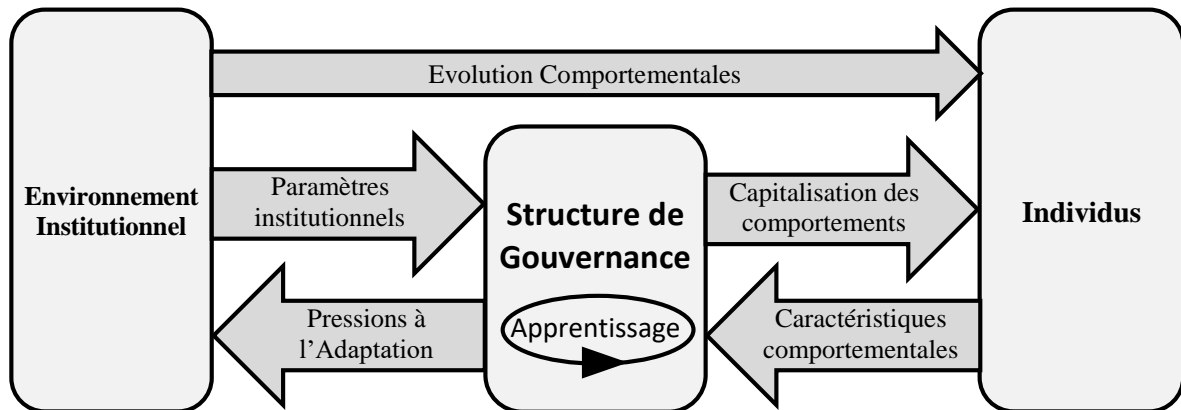 Evolution Comportementales
Environnement
Institutionnel
Paramètres
institutionnels
Pressions à
l’Adaptation
Structure de
Gouvernance
Apprentissage
Capitalisation des
comportements
Caractéristiques
comportementales
Individus